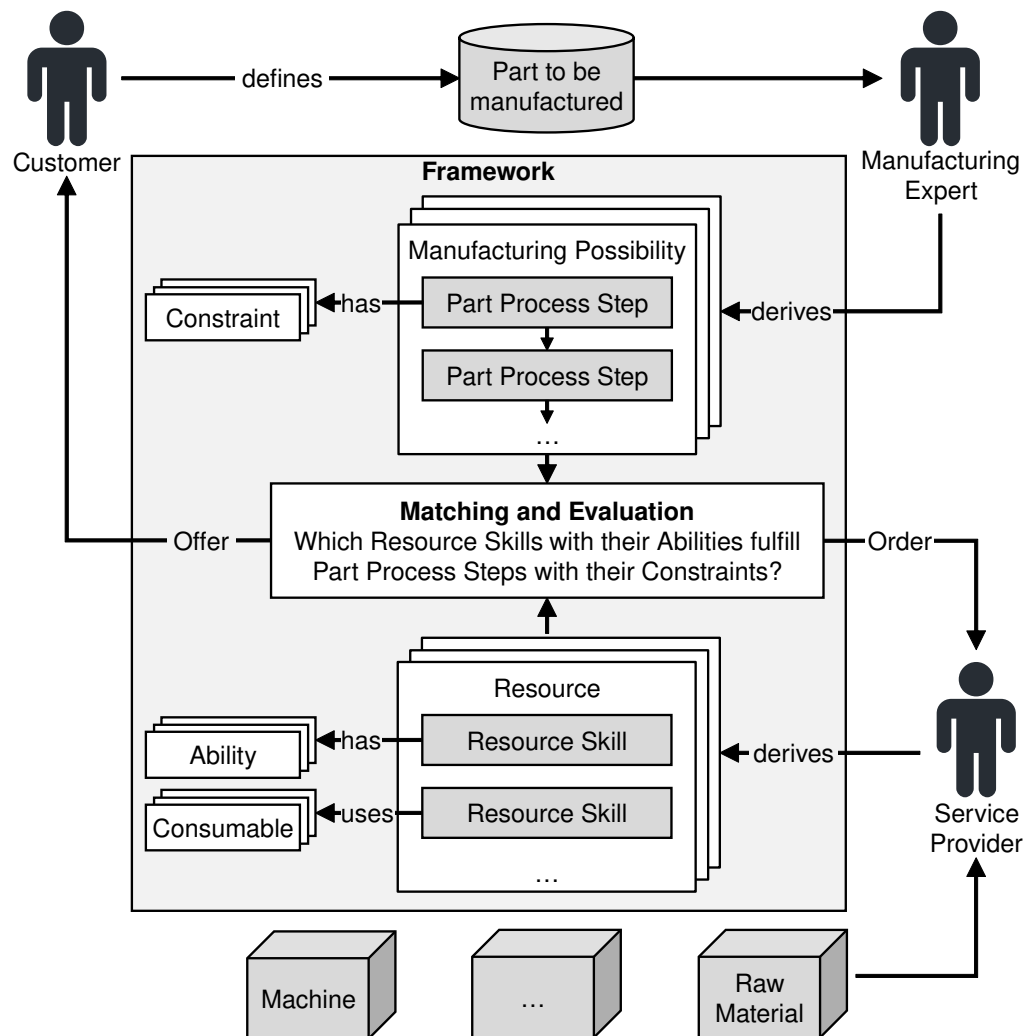 defines
Part to be
manufactured
Customer
Manufacturing
Expert
Framework
Manufacturing Possibility
Constraint
has
Part Process Step
derives
Part Process Step
…
Matching and Evaluation
Which Resource Skills with their Abilities fulfill
Part Process Steps with their Constraints?
Offer
Order
Resource
Ability
has
Resource Skill
derives
Consumable
uses
Resource Skill
…
Service
Provider
Machine
…
Raw
Material